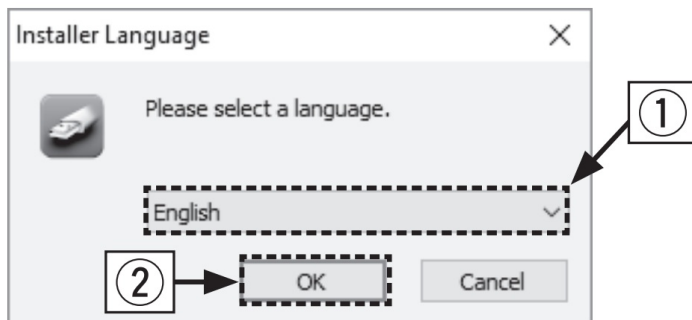 Installer Language
Please select a language.
①
English
②
OK
Cancel